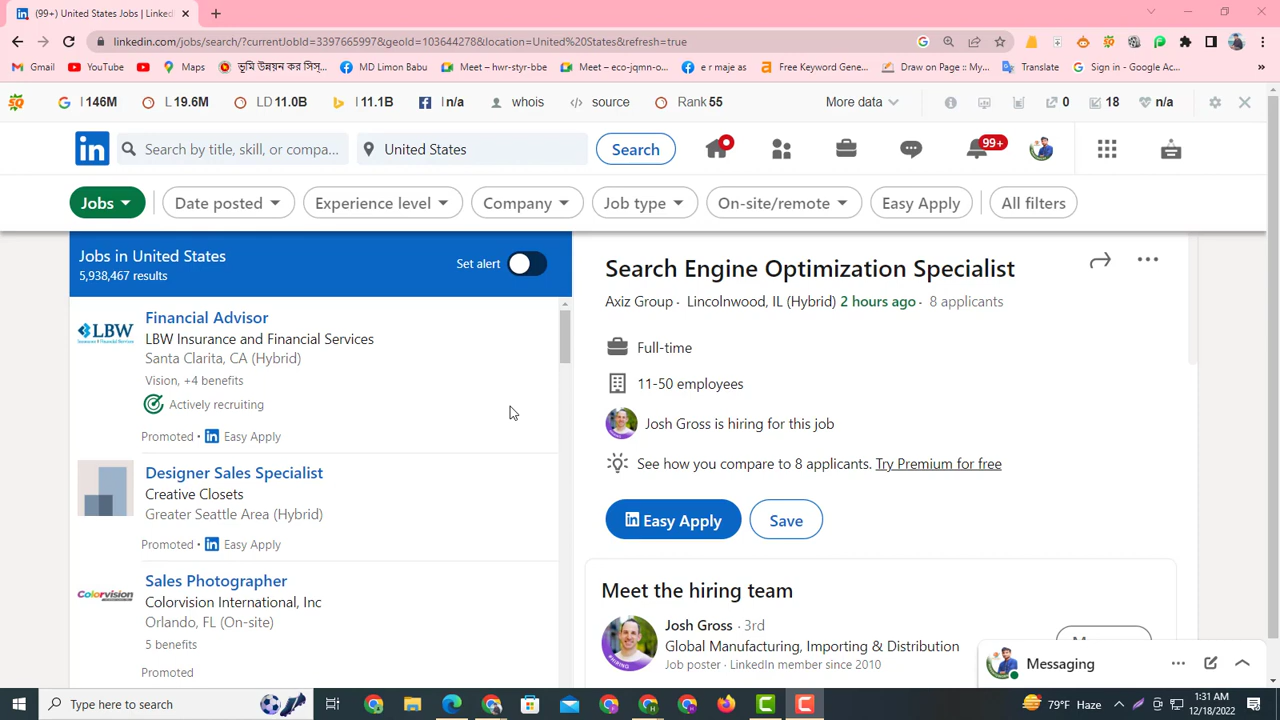 (99+) United States Jobs | Linked
linkedin.com/jobs/search/?currentJobId=3397665997&geoId=103644278&location=United%20States&refresh=true
Gmail YouTube Maps ভূমি উন্নয়ন কর সিস্... MD Limon Babu Meet – hwr-styr-bbe Meet – eco-jqmn-o... e r maje as Free Keyword Gene... Draw on Page :: My... Translate Sign in - Google Ac... »
SQ I 146M L 19.6M LD 11.0B I 11.1B I n/a whois source Rank 55 More data 0 18 n/a
in Search by title, skill, or compa... United States Search 99+
Jobs Date posted Experience level Company Job type On-site/remote Easy Apply All filters
Jobs in United States
5,938,467 results
Set alert
LBW
Financial Advisor
LBW Insurance and Financial Services
Santa Clarita, CA (Hybrid)
Vision, +4 benefits
Actively recruiting
Promoted • in Easy Apply
Designer Sales Specialist
Creative Closets
Greater Seattle Area (Hybrid)
Promoted • in Easy Apply
Colorvision
Sales Photographer
Colorvision International, Inc
Orlando, FL (On-site)
5 benefits
Promoted
Search Engine Optimization Specialist
Axiz Group · Lincolnwood, IL (Hybrid) 2 hours ago · 8 applicants
Full-time
11-50 employees
Josh Gross is hiring for this job
See how you compare to 8 applicants. Try Premium for free
in Easy Apply Save
Meet the hiring team
Josh Gross · 3rd
Global Manufacturing, Importing & Distribution
Job poster · LinkedIn member since 2010
Messaging
Type here to search
79°F Haze
1:31 AM
12/18/2022